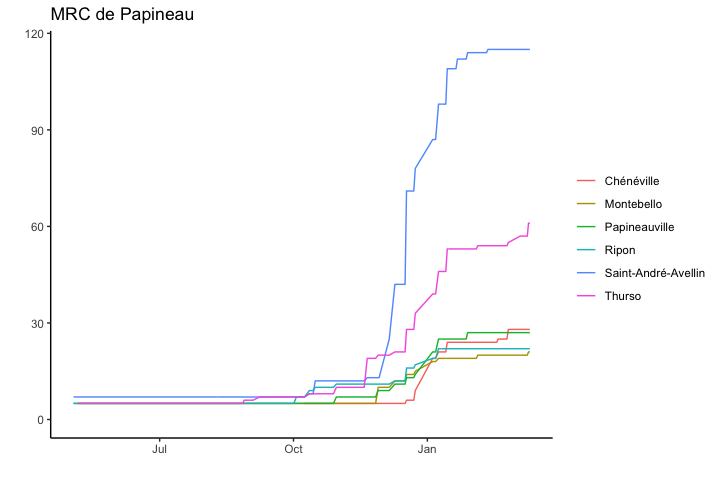 MRC de Papineau
120
90
60
30
0
Jul
Oct
Jan
Chénéville
Montebello
Papineauville
Ripon
Saint-André-Avellin
Thurso